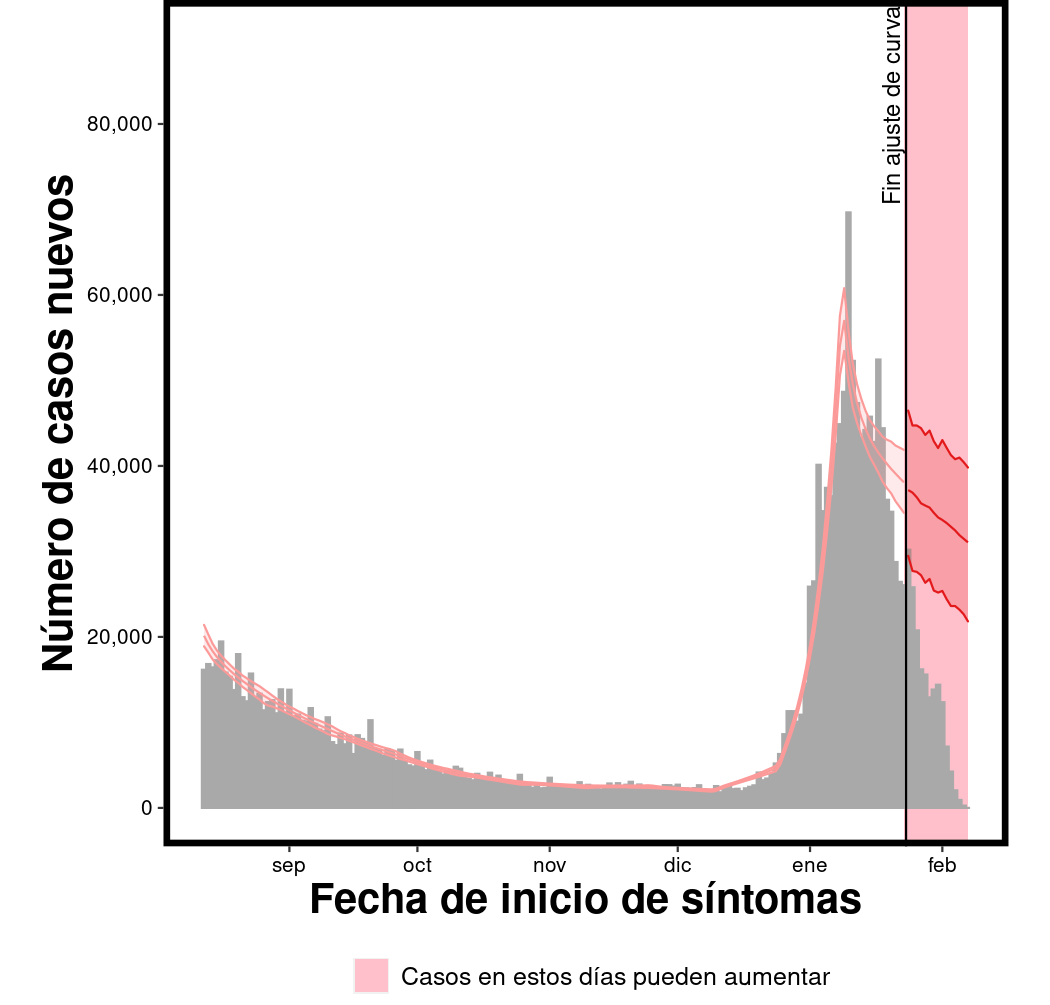 Fin ajuste de curva
Número de casos nuevos
80,000
60,000
40,000
20,000
0
sep oct nov dic ene feb
Fecha de inicio de síntomas
Casos en estos días pueden aumentar